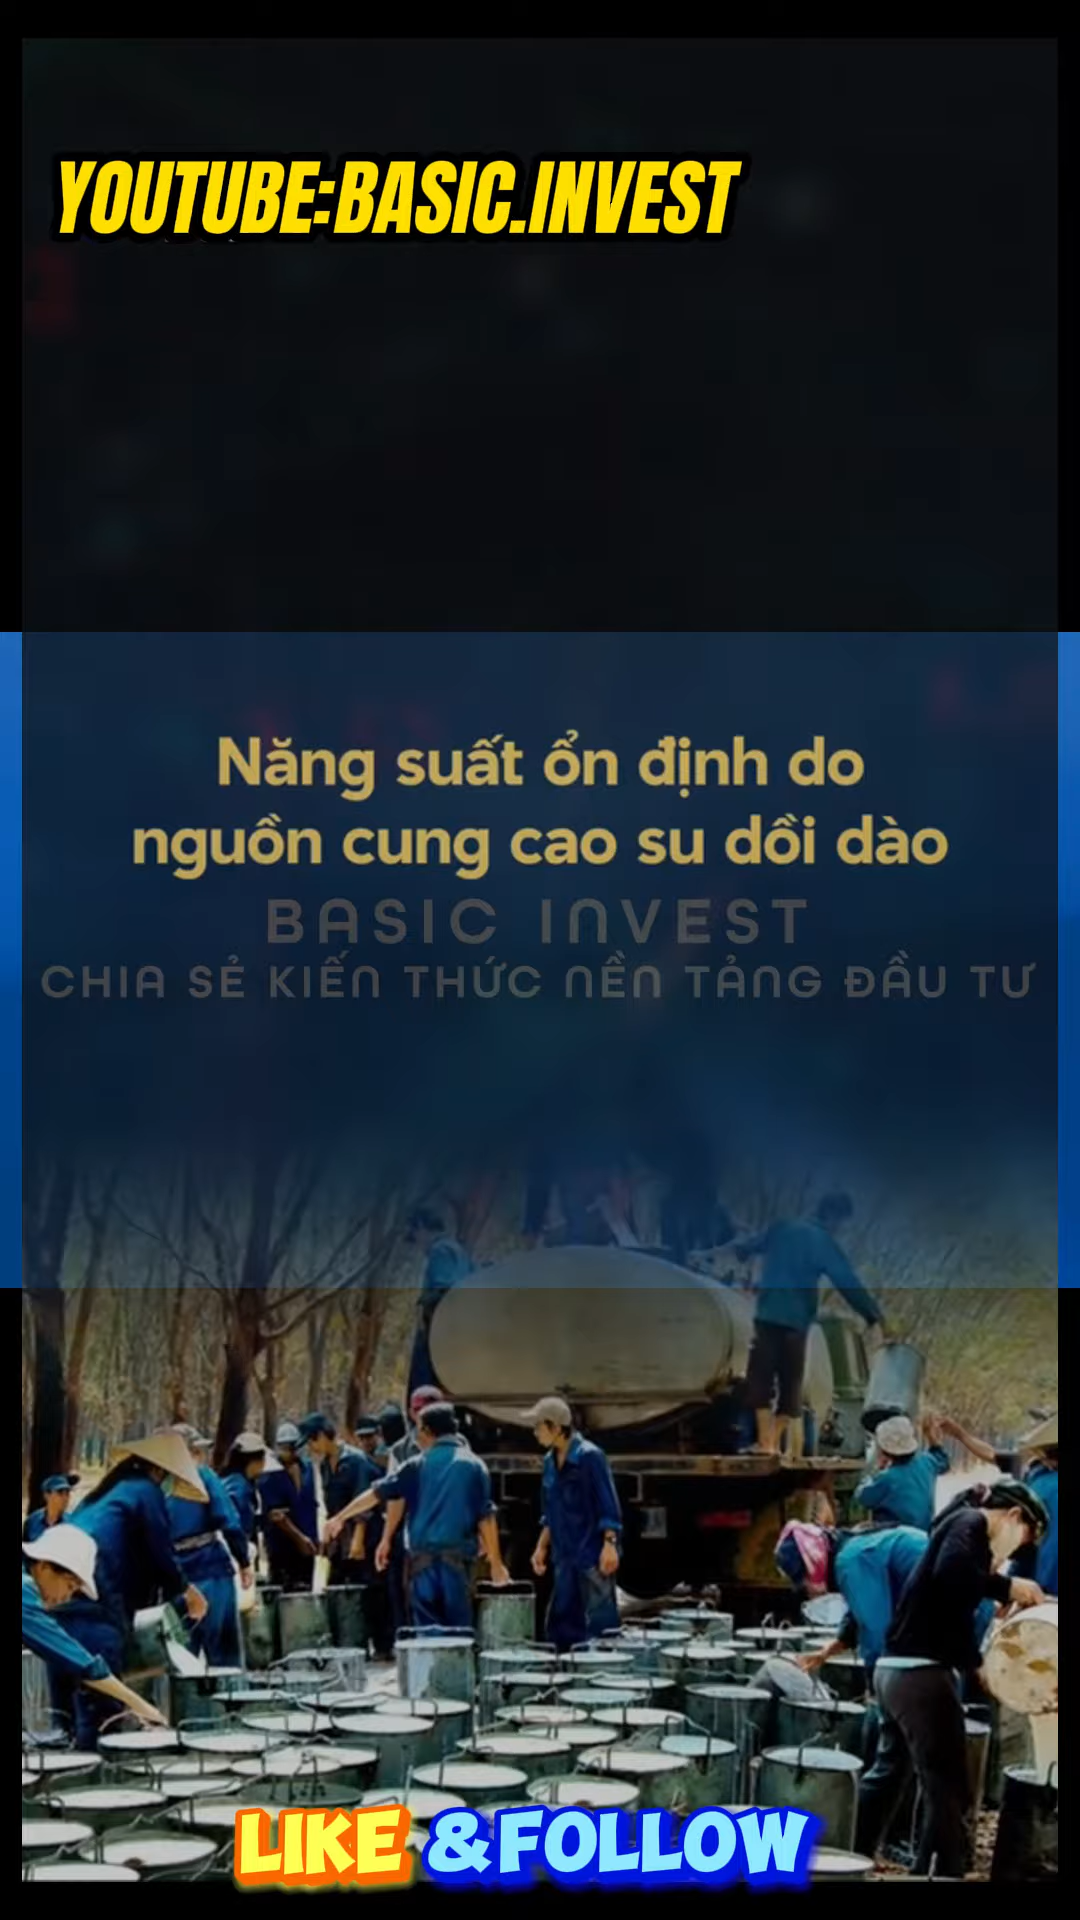 YOUTUBE:BASIC.INVEST
Năng suất ổn định do
nguồn cung cao su dồi dào
BASIC INVEST
CHIA SẺ KIẾN THỨC NỀN TẢNG ĐẦU TƯ
LIKE &FOLLOW